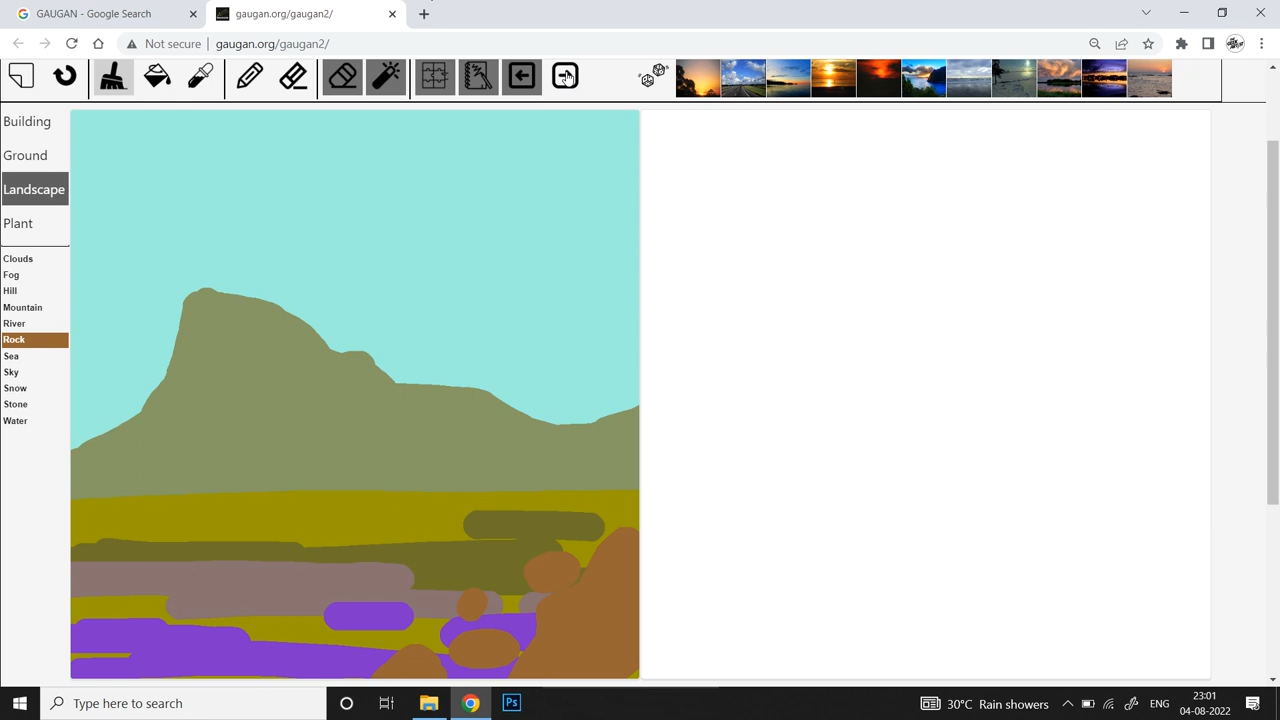 GAUGAN - Google Search
gaugan.org/gaugan2/
Not secure
gaugan.org/gaugan2/
Building
Ground
Landscape
Plant
Clouds
Fog
Hill
Mountain
River
Rock
Sea
Sky
Snow
Stone
Water
Type here to search
Ps
30°C Rain showers
ENG
23:01
04-08-2022